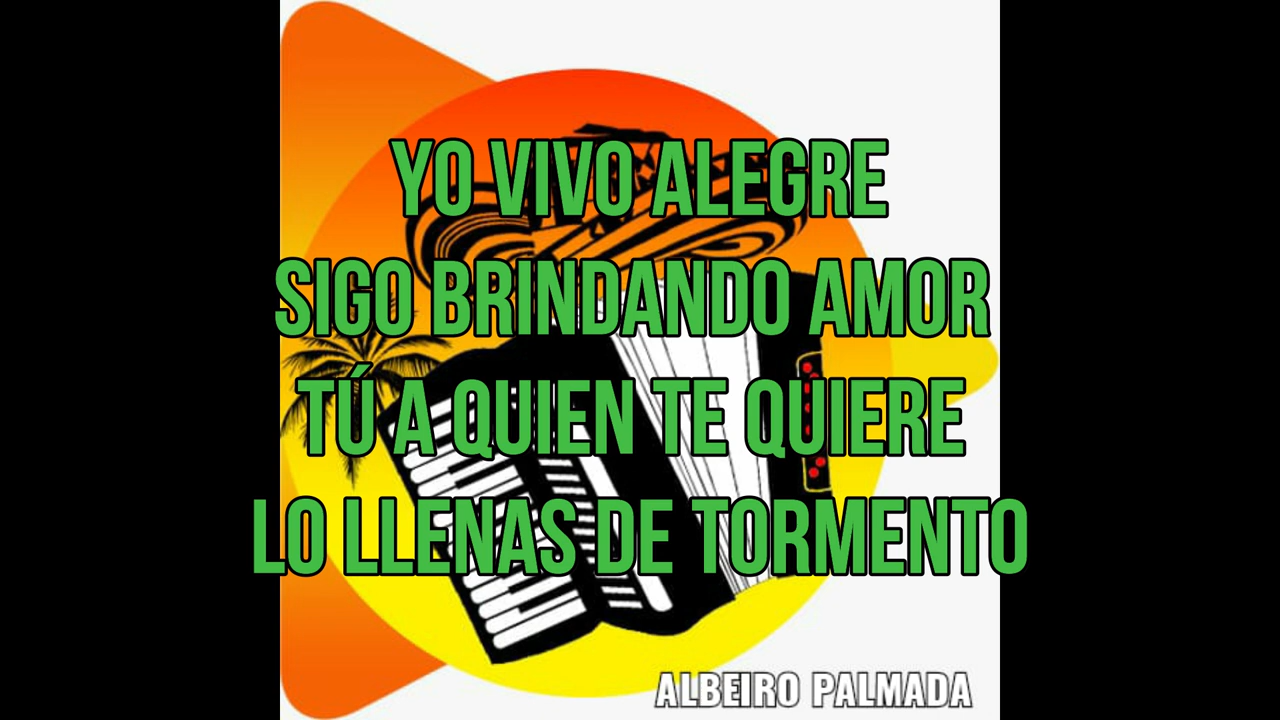 YO VIVO ALEGRE
SIGO BRINDANDO AMOR
TÚ A QUIEN TE QUIERE
LO LLENAS DE TORMENTO
ALBEIRO PALMADA